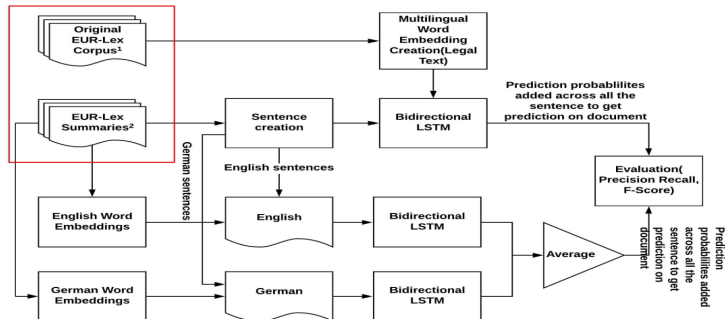 Original
EUR-Lex
Corpus¹
Multilingual
Word
Embedding
Creation(Legal
Text)
EUR-Lex
Summaries²
Sentence
creation
Bidirectional
LSTM
Prediction probablilites
added across all the
sentence to get
prediction on document
German sentences
English sentences
Evaluation(
Precision Recall,
F-Score)
English Word
Embeddings
English
Bidirectional
LSTM
Average
Prediction
probablilites added
across all the
sentence to get
prediction on
document
German Word
Embeddings
German
Bidirectional
LSTM